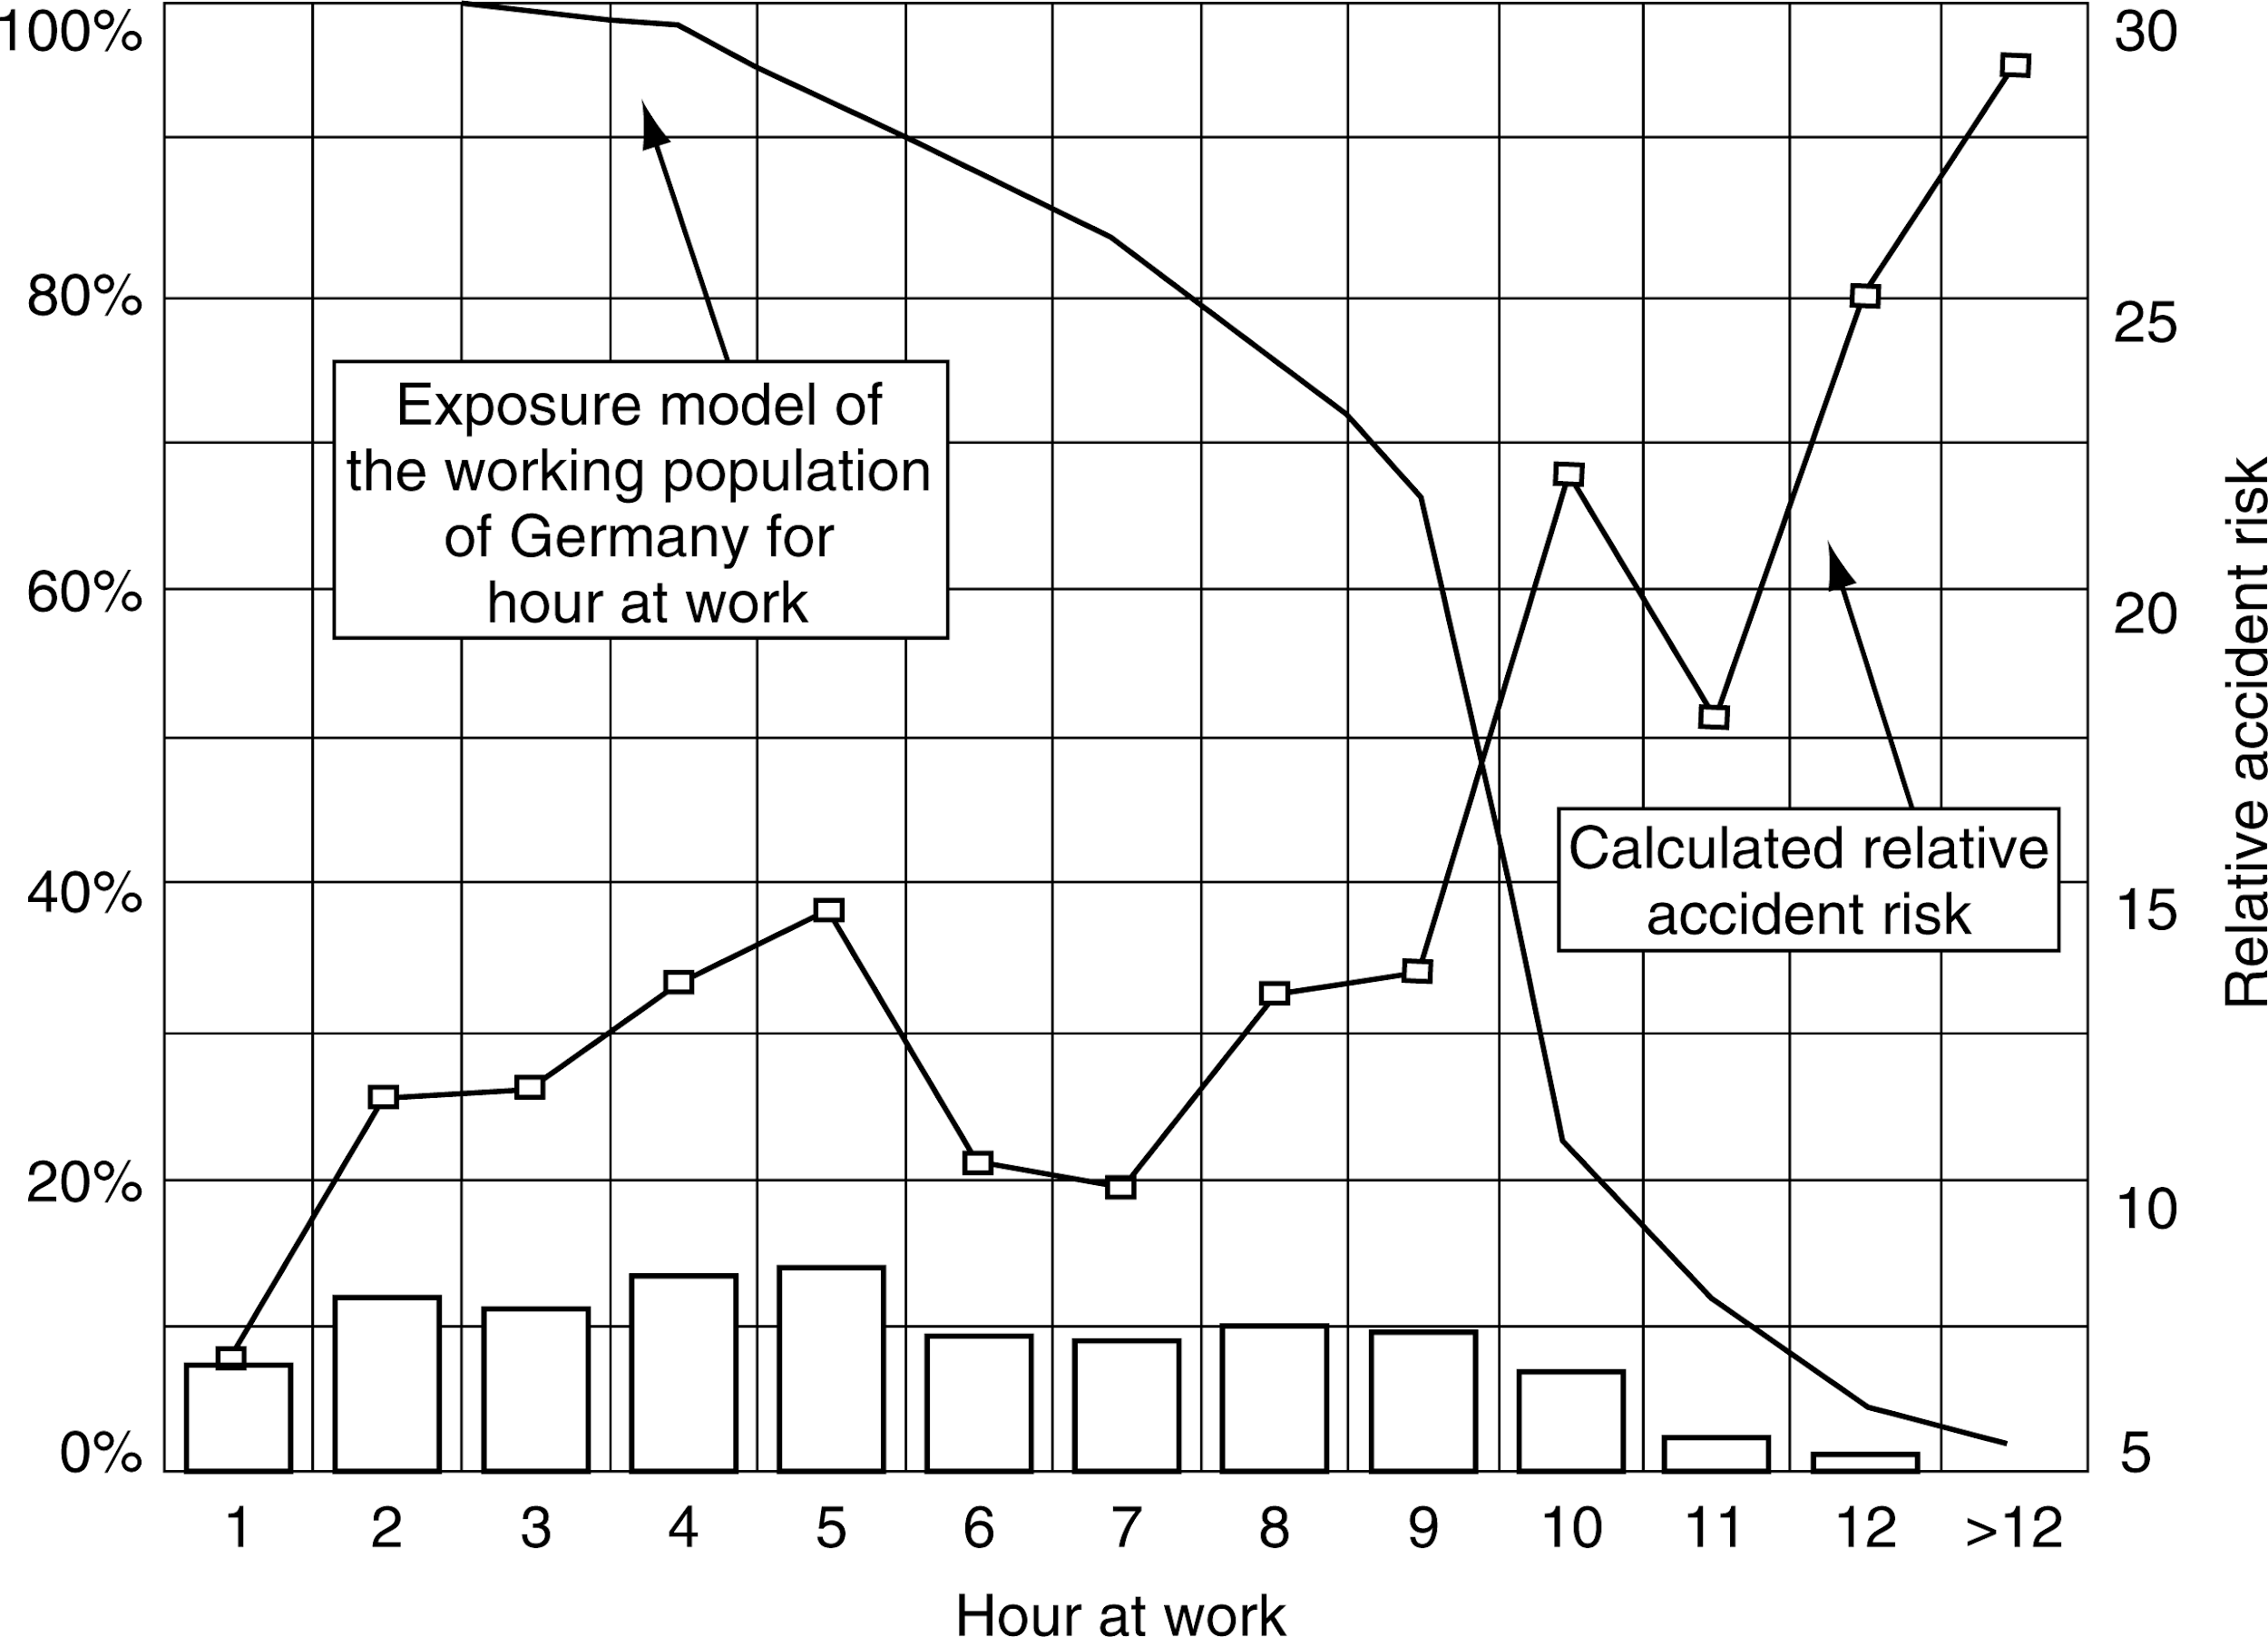 100%
80%
60%
40%
20%
0%
30
25
20
15
10
5
Relative accident risk
Exposure model of
the working population
of Germany for
hour at work
Calculated relative
accident risk
1 2 3 4 5 6 7 8 9 10 11 12 >12
Hour at work